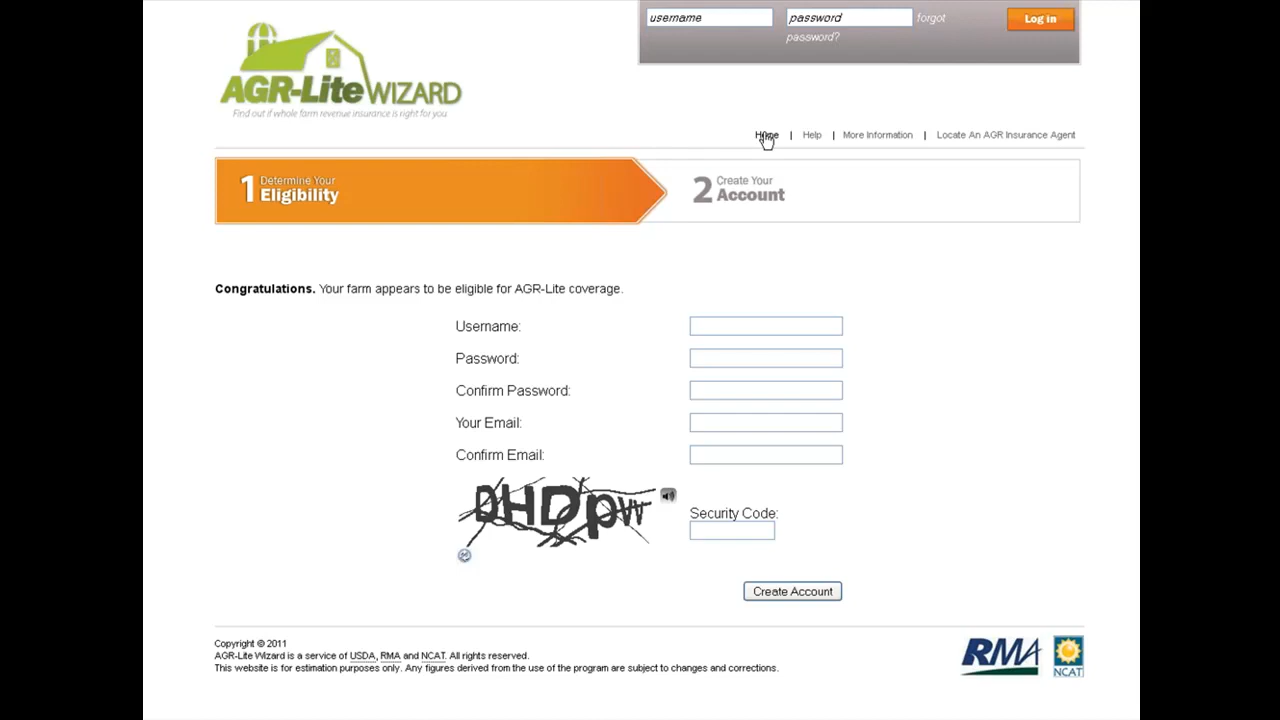 username
password
forgot
password?
Log in
AGR-Lite WIZARD
Find out if whole farm revenue insurance is right for you
Home | Help | More Information | Locate An AGR Insurance Agent
1 Determine Your
Eligibility
2 Create Your
Account
Congratulations. Your farm appears to be eligible for AGR-Lite coverage.
Username:
Password:
Confirm Password:
Your Email:
Confirm Email:
DHDpW
Security Code:
Create Account
Copyright © 2011
AGR-Lite Wizard is a service of USDA, RMA and NCAT. All rights reserved.
This website is for estimation purposes only. Any figures derived from the use of the program are subject to changes and corrections.
RMA
NCAT